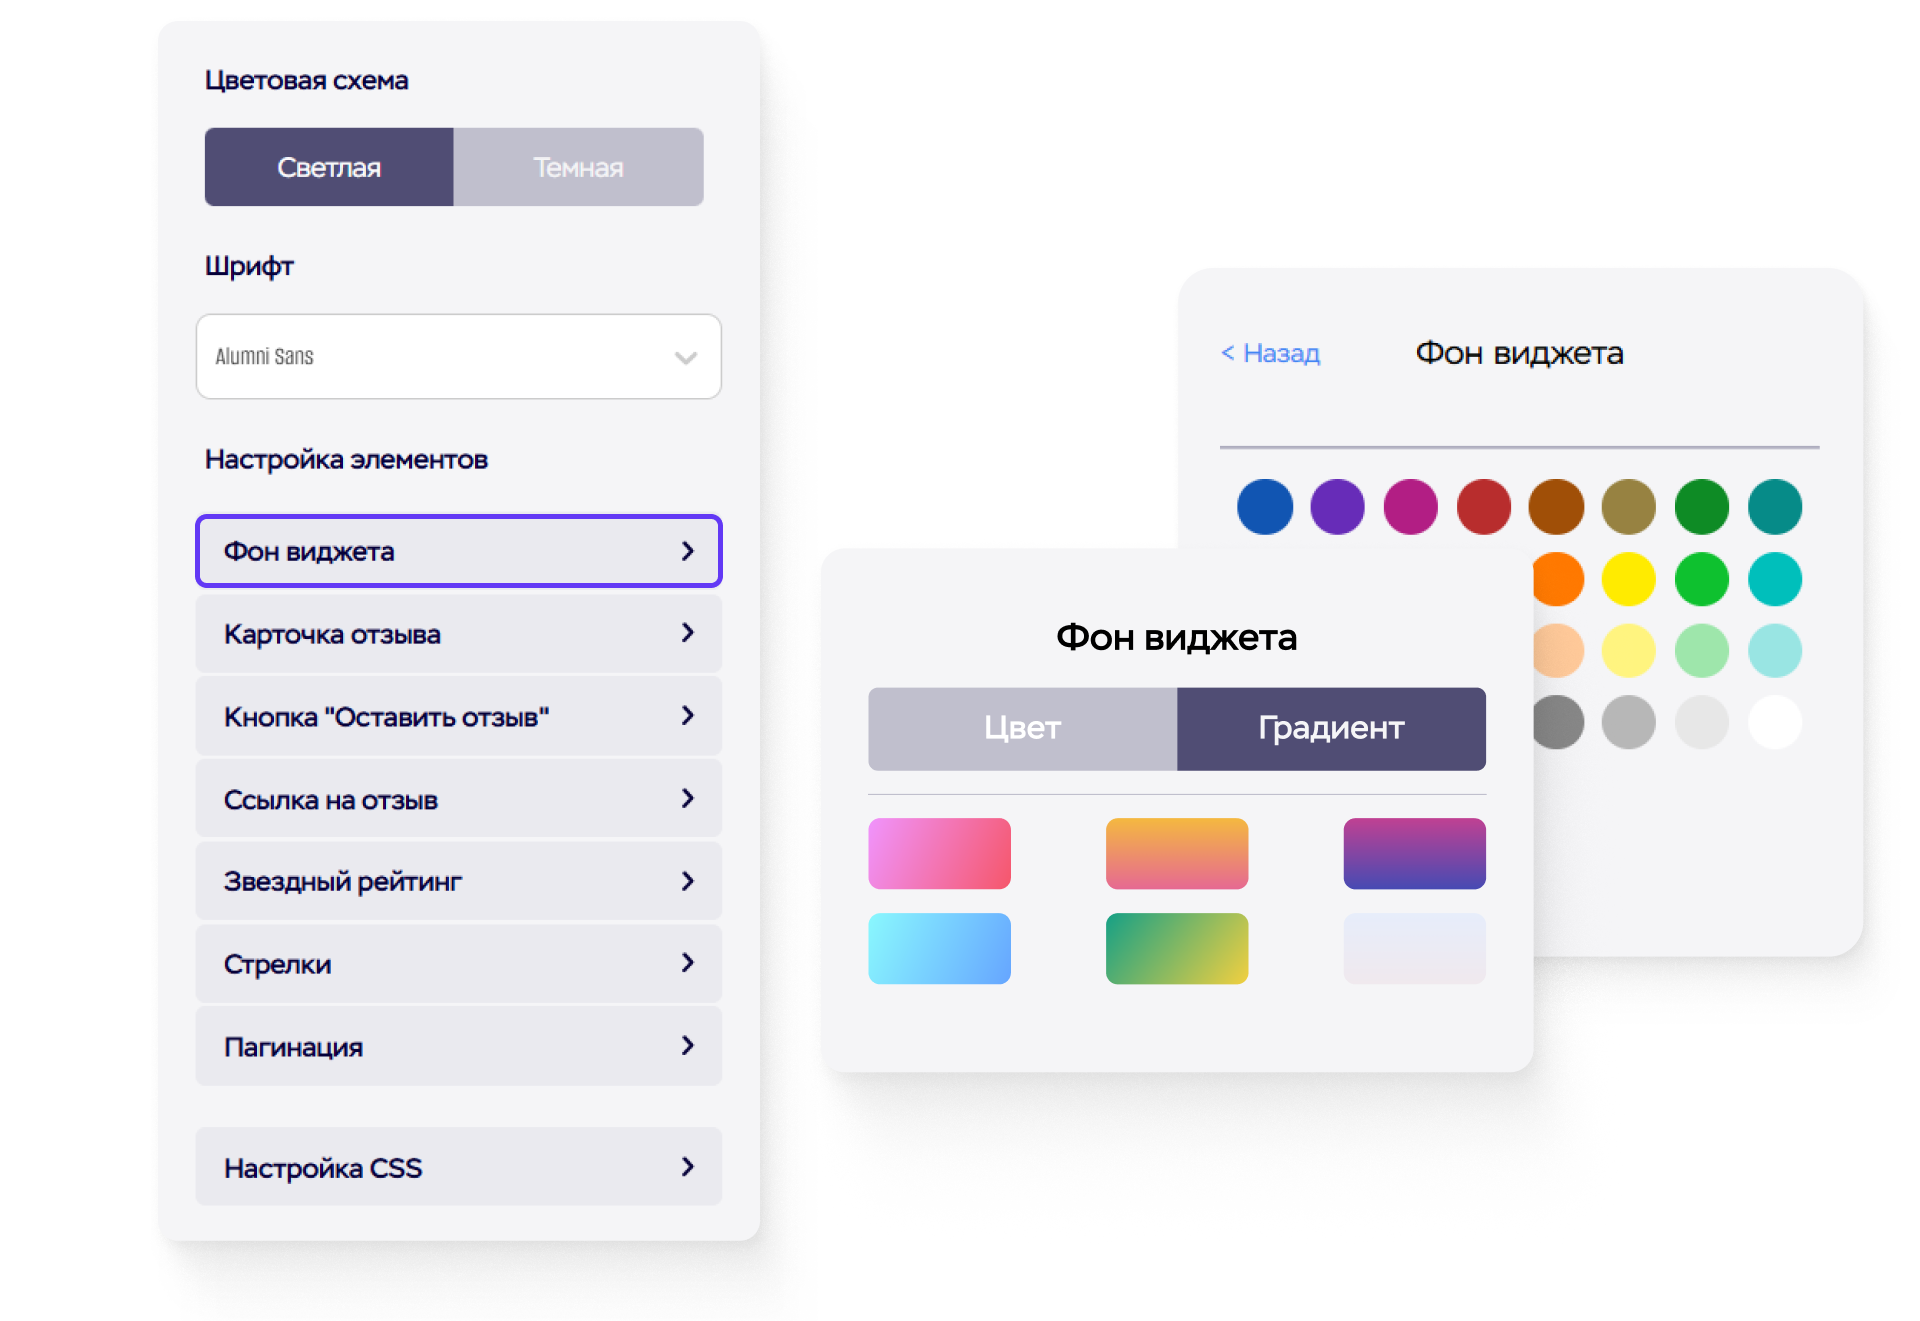 Цветовая схема
Светлая
Темная
Шрифт
Alumni Sans
Настройка элементов
Фон виджета
Карточка отзыва
Кнопка "Оставить отзыв"
Ссылка на отзыв
Звездный рейтинг
Стрелки
Пагинация
Настройка CSS
< Назад
Фон виджета
Фон виджета
Цвет
Градиент